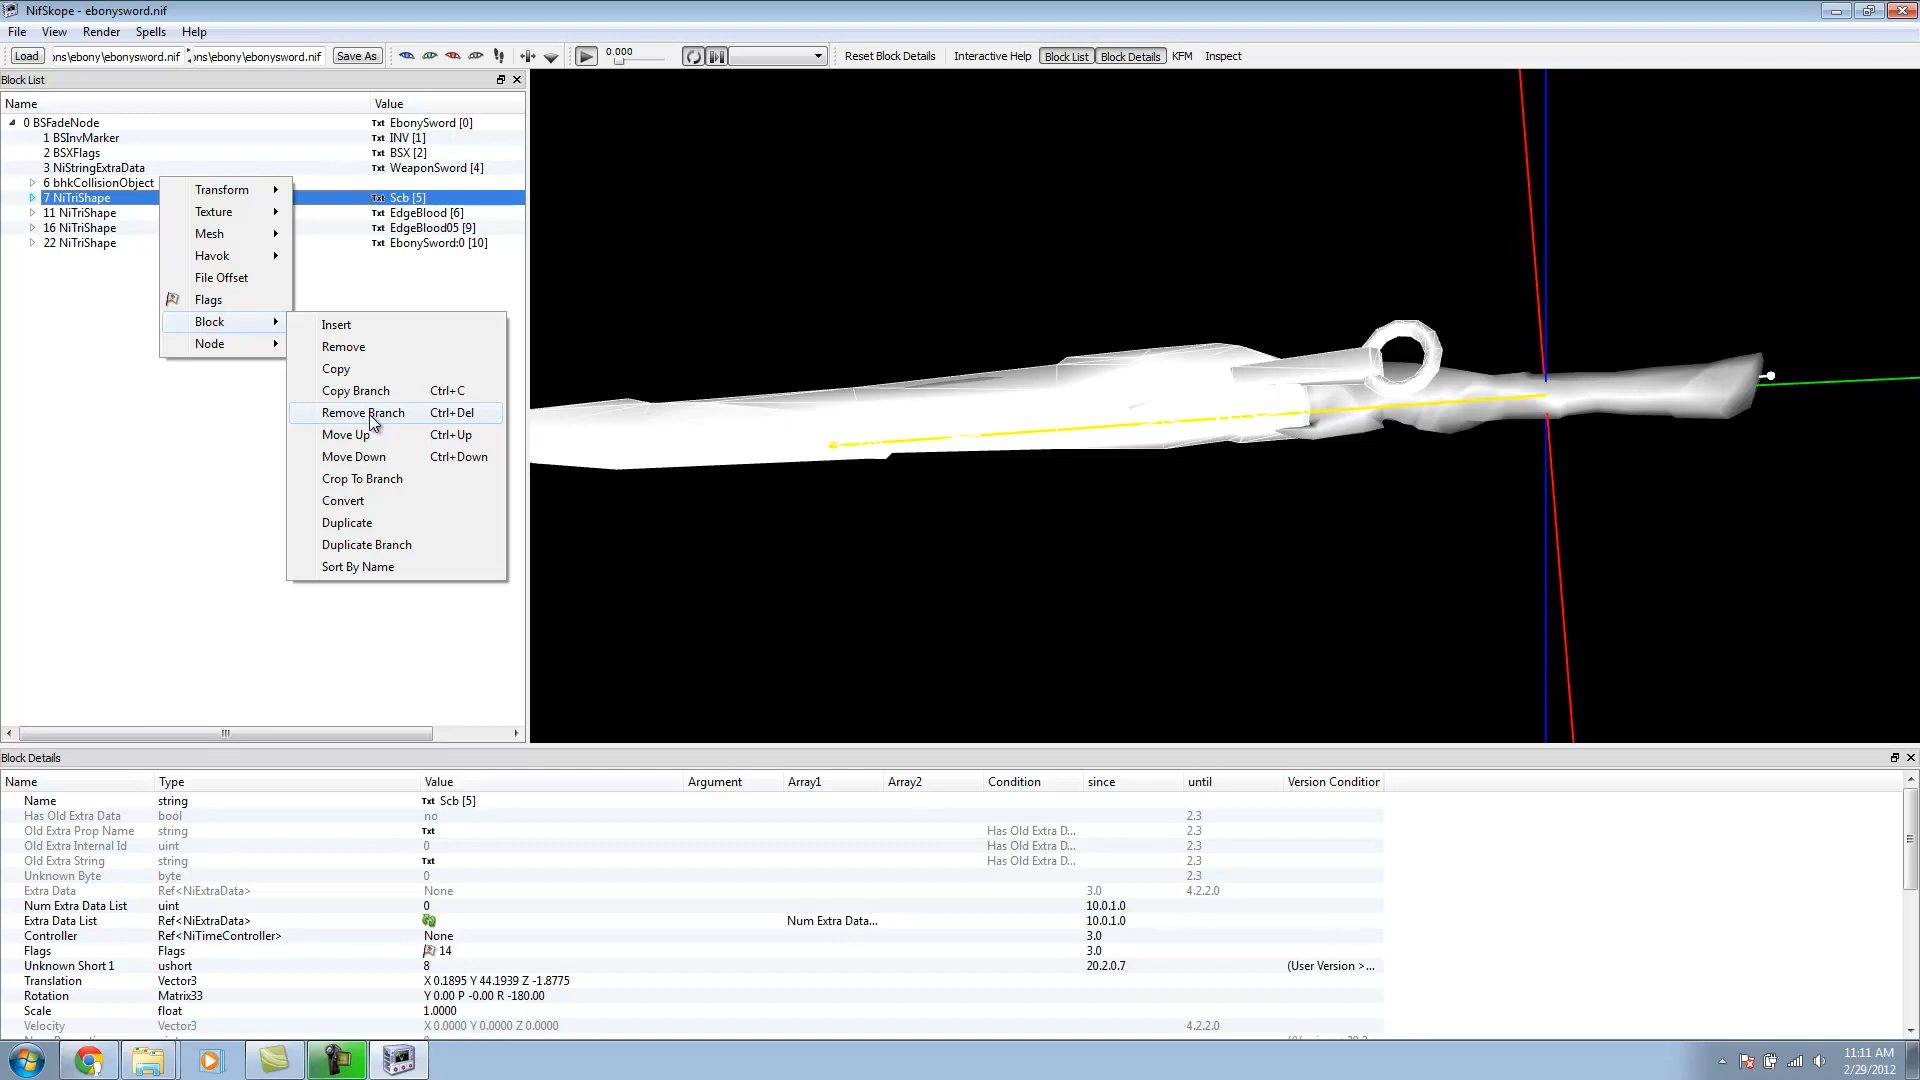 NifSkope - ebonysword.nif
File View Render Spells Help
Load ons\ebony\ebonysword.nif ons\ebony\ebonysword.nif Save As 0.000 Reset Block Details Interactive Help Block List Block Details KFM Inspect
Block List
Name Value
0 BSFadeNode Txt EbonySword [0]
1 BSInvMarker Txt INV [1]
2 BSXFlags Txt BSX [2]
3 NiStringExtraData Txt WeaponSword [4]
6 bhkCollisionObject
7 NiTriShape Txt Scb [5]
11 NiTriShape Txt EdgeBlood [6]
16 NiTriShape Txt EdgeBlood05 [9]
22 NiTriShape Txt EbonySword:0 [10]
Transform
Texture
Mesh
Havok
File Offset
Flags
Block
Node
Insert
Remove
Copy
Copy Branch Ctrl+C
Remove Branch Ctrl+Del
Move Up Ctrl+Up
Move Down Ctrl+Down
Crop To Branch
Convert
Duplicate
Duplicate Branch
Sort By Name
Block Details
Name Type Value Argument Array1 Array2 Condition since until Version Condition
Name string Txt Scb [5]
Has Old Extra Data bool no 2.3
Old Extra Prop Name string Txt Has Old Extra D... 2.3
Old Extra Internal Id uint 0 Has Old Extra D... 2.3
Old Extra String string Txt Has Old Extra D... 2.3
Unknown Byte byte 0 2.3
Extra Data Ref<NiExtraData> None 3.0 4.2.2.0
Num Extra Data List uint 0 10.0.1.0
Extra Data List Ref<NiExtraData> Num Extra Data... 10.0.1.0
Controller Ref<NiTimeController> None 3.0
Flags Flags 14 3.0
Unknown Short 1 ushort 8 20.2.0.7 (User Version >...
Translation Vector3 X 0.1895 Y 44.1939 Z -1.8775
Rotation Matrix33 Y 0.00 P -0.00 R -180.00
Scale float 1.0000
Velocity Vector3 X 0.0000 Y 0.0000 Z 0.0000 4.2.2.0
11:11 AM
2/29/2012